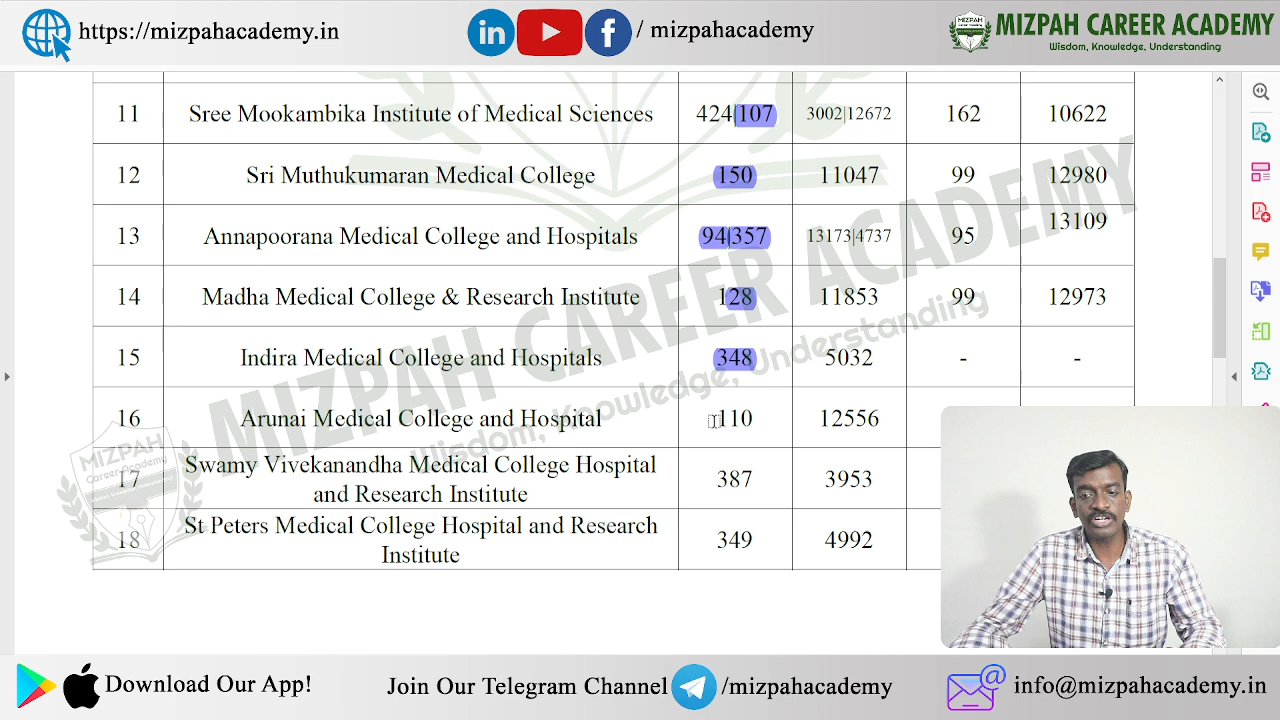 https://mizpahacademy.in
in
f
/ mizpahacademy
MIZPAH CAREER ACADEMY
Wisdom, Knowledge, Understanding
11 Sree Mookambika Institute of Medical Sciences 424|107 3002|12672 162 10622
12 Sri Muthukumaran Medical College 150 11047 99 12980
13 Annapoorana Medical College and Hospitals 94|357 13173|4737 95 13109
14 Madha Medical College & Research Institute 128 11853 99 12973
15 Indira Medical College and Hospitals 348 5032 - -
16 Arunai Medical College and Hospital 110 12556
17 Swamy Vivekanandha Medical College Hospital
and Research Institute 387 3953
18 St Peters Medical College Hospital and Research
Institute 349 4992
MIZPAH CAREER ACADEMY
Wisdom, Knowledge, Understanding
MIZPAH
Career Academy
Download Our App!
Join Our Telegram Channel
/mizpahacademy
@
info@mizpahacademy.in